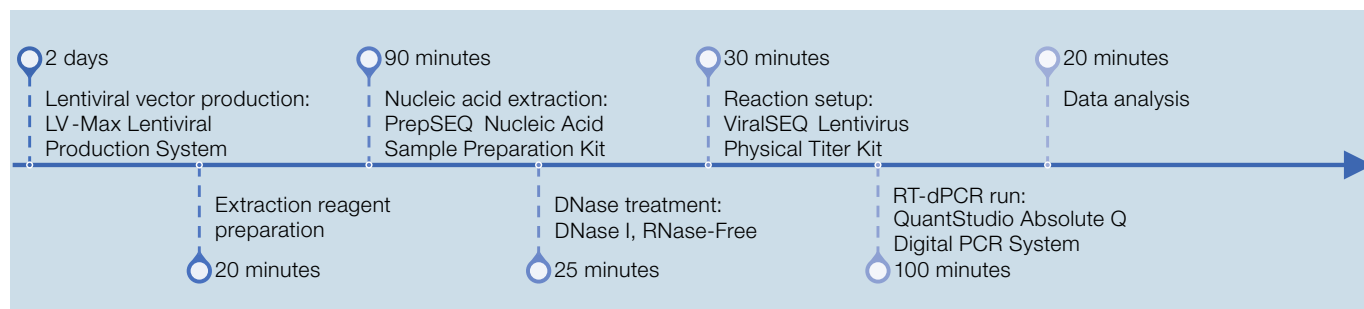 2 days
Lentiviral vector production:
LV-Max Lentiviral
Production System
Extraction reagent
preparation
20 minutes
90 minutes
Nucleic acid extraction:
PrepSEQ Nucleic Acid
Sample Preparation Kit
DNase treatment:
DNase I, RNase-Free
25 minutes
30 minutes
Reaction setup:
ViralSEQ Lentivirus
Physical Titer Kit
RT-dPCR run:
QuantStudio Absolute Q
Digital PCR System
100 minutes
20 minutes
Data analysis